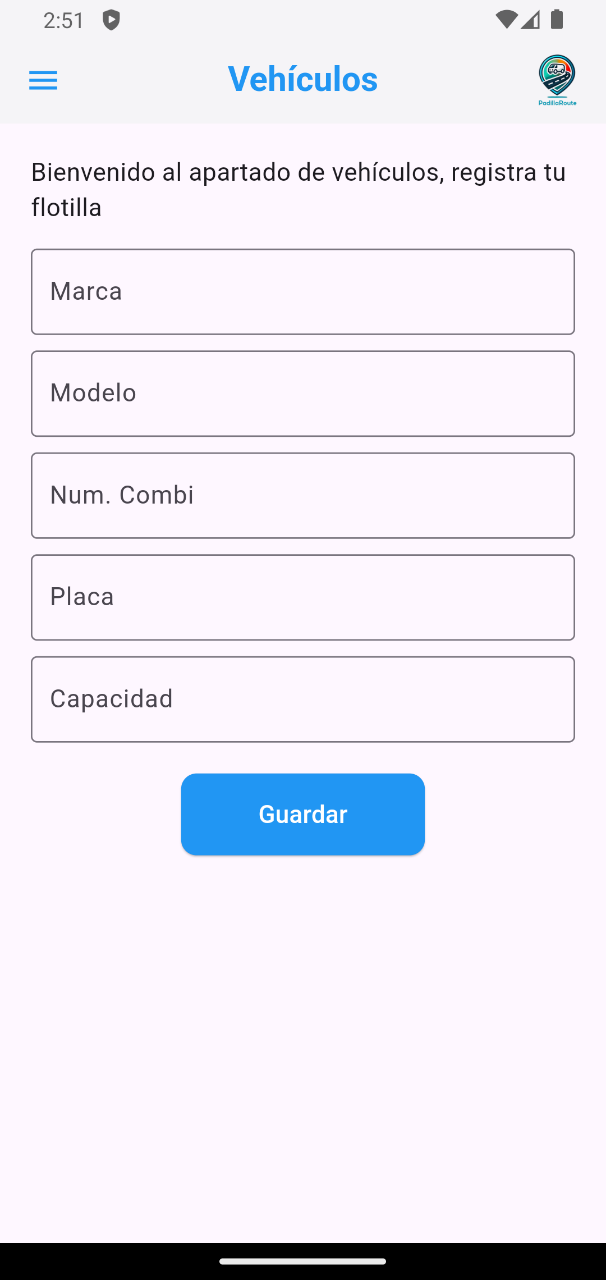 2:51
Vehículos
PadillaRoute
Bienvenido al apartado de vehículos, registra tu
flotilla
Marca
Modelo
Num. Combi
Placa
Capacidad
Guardar